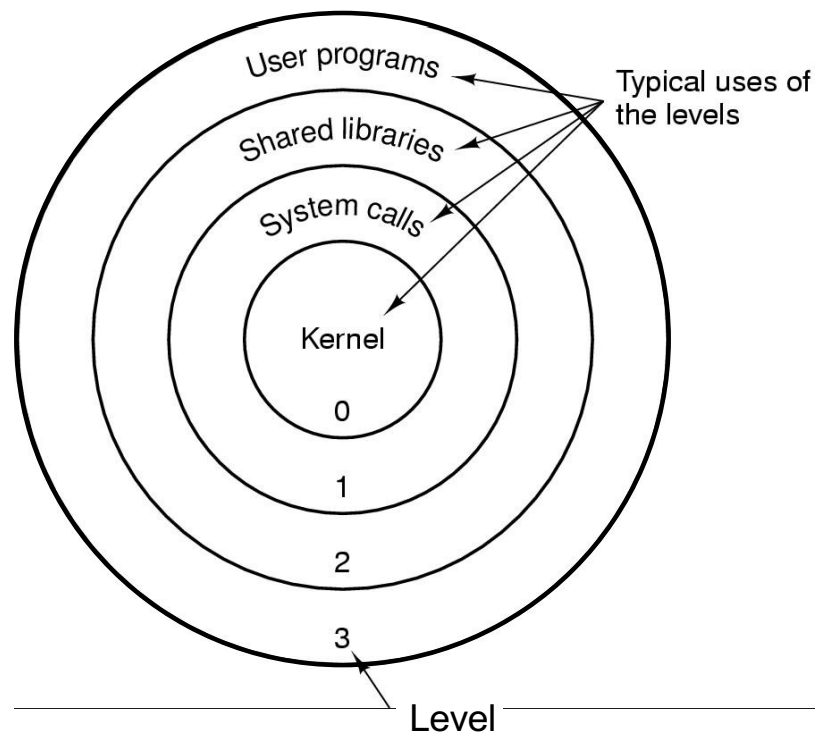 User programs
Typical uses of
the levels
Shared libraries
System calls
Kernel
0
1
2
3
Level